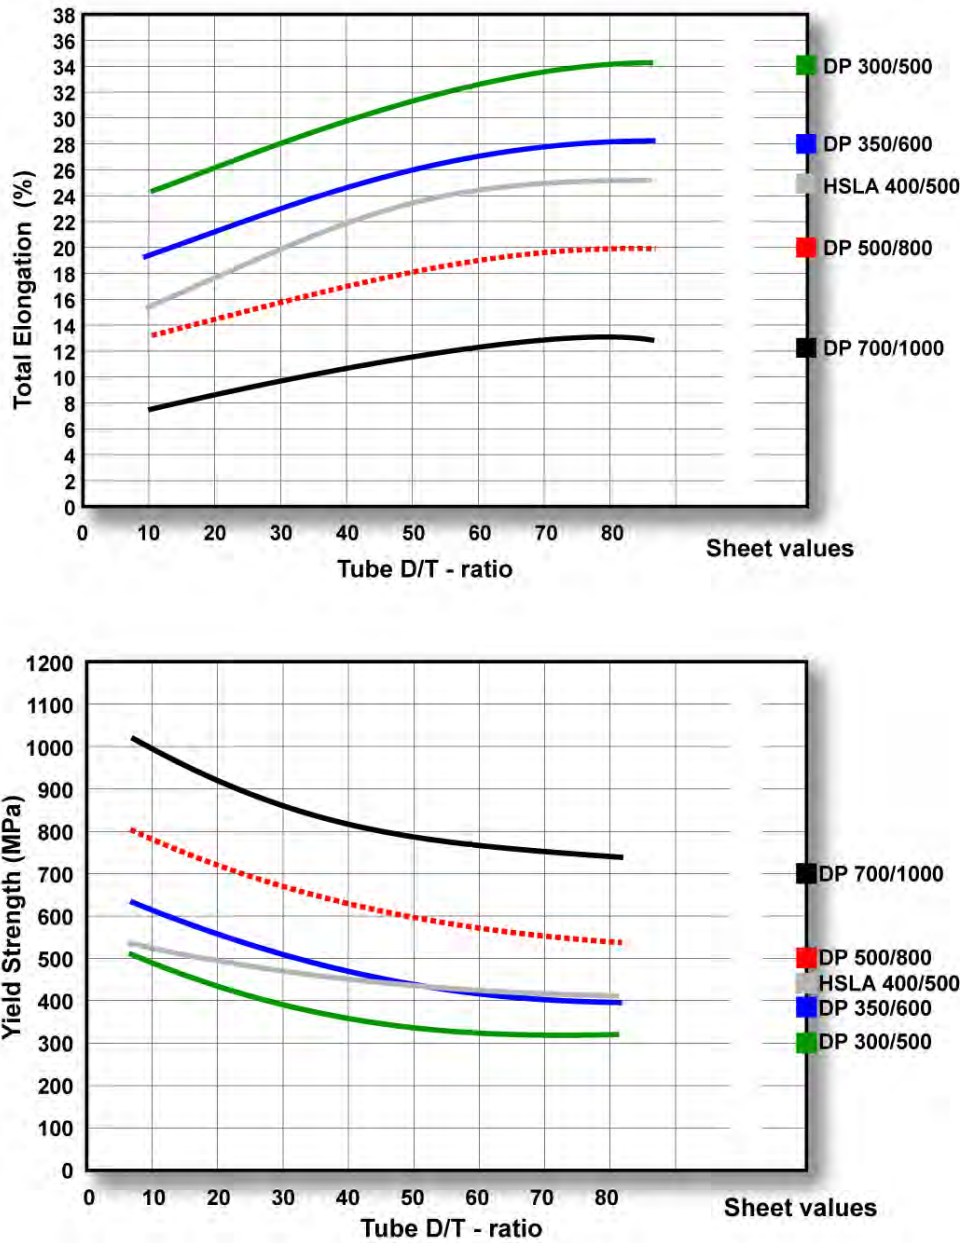 38
36
34
32
30
28
26
24
22
20
18
16
14
12
10
8
6
4
2
0
Total Elongation (%)
DP 300/500
DP 350/600
HSLA 400/500
DP 500/800
DP 700/1000
0 10 20 30 40 50 60 70 80
Sheet values
Tube D/T - ratio
1200
1100
1000
900
800
700
600
500
400
300
200
100
0
Yield Strength (MPa)
DP 700/1000
DP 500/800
HSLA 400/500
DP 350/600
DP 300/500
0 10 20 30 40 50 60 70 80
Sheet values
Tube D/T - ratio